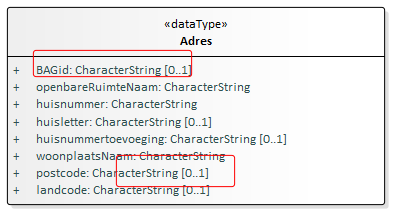 «dataType»
Adres
+ BAGid: CharacterString [0..1]
+ openbareRuimteNaam: CharacterString
+ huisnummer: CharacterString
+ huisletter: CharacterString [0..1]
+ huisnummertoevoeging: CharacterString [0..1]
+ woonplaatsNaam: CharacterString
+ postcode: CharacterString [0..1]
+ landcode: CharacterString [0..1]